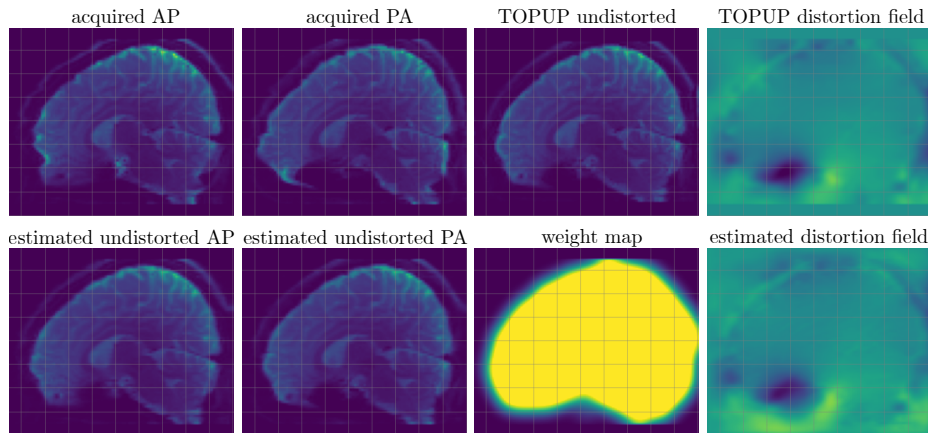 acquired AP
acquired PA
TOPUP undistorted
TOPUP distortion field
estimated undistorted AP
estimated undistorted PA
weight map
estimated distortion field